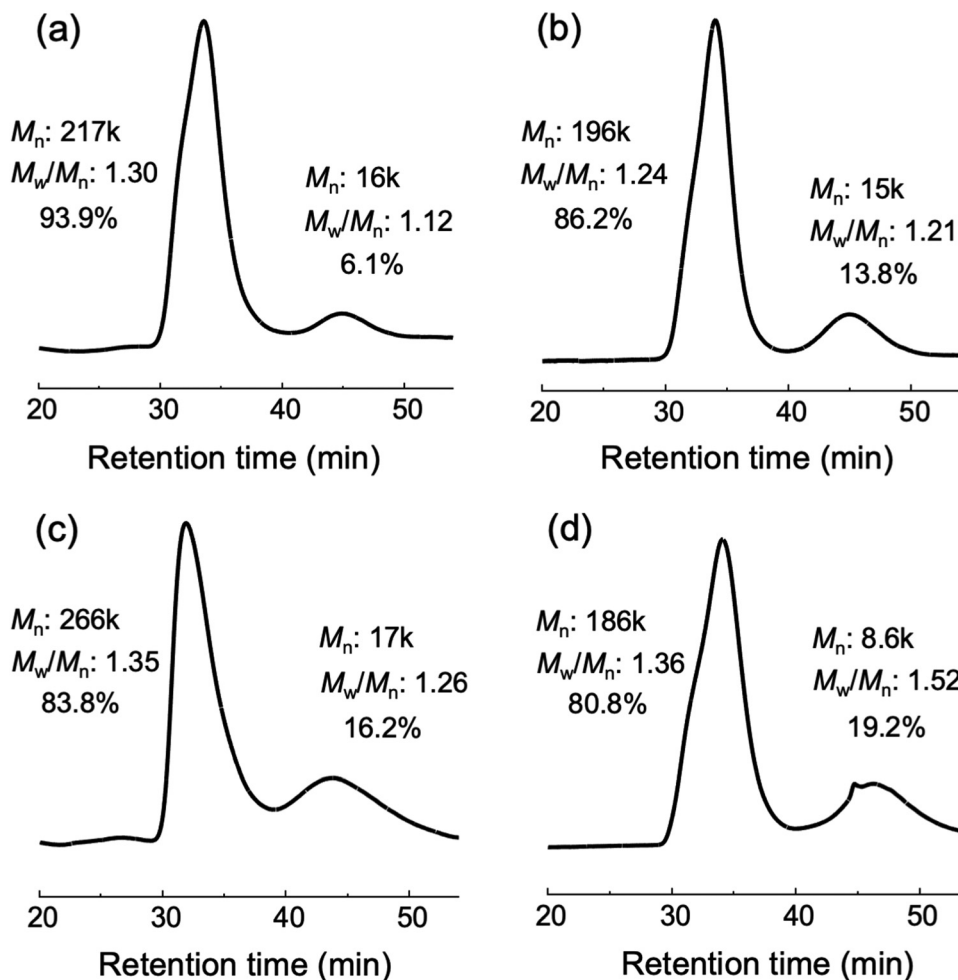 (a)
Mn: 217k
Mw/Mn: 1.30
93.9%
Mn: 16k
Mw/Mn: 1.12
6.1%
20 30 40 50
Retention time (min)
(b)
Mn: 196k
Mw/Mn: 1.24
86.2%
Mn: 15k
Mw/Mn: 1.21
13.8%
20 30 40 50
Retention time (min)
(c)
Mn: 266k
Mw/Mn: 1.35
83.8%
Mn: 17k
Mw/Mn: 1.26
16.2%
20 30 40 50
Retention time (min)
(d)
Mn: 186k
Mw/Mn: 1.36
80.8%
Mn: 8.6k
Mw/Mn: 1.52
19.2%
20 30 40 50
Retention time (min)